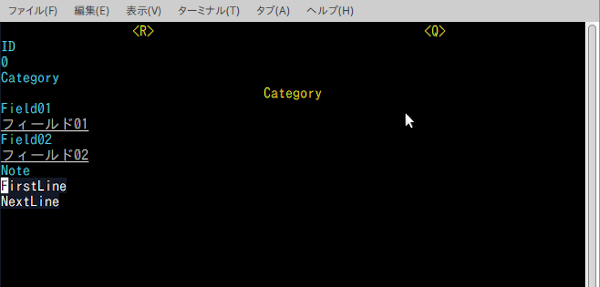 ファイル(F) 編集(E) 表示(V) ターミナル(T) タブ(A) ヘルプ(H)
<R> <Q>
ID
0
Category
Category
Field01
フィールド01
Field02
フィールド02
Note
FirstLine
NextLine